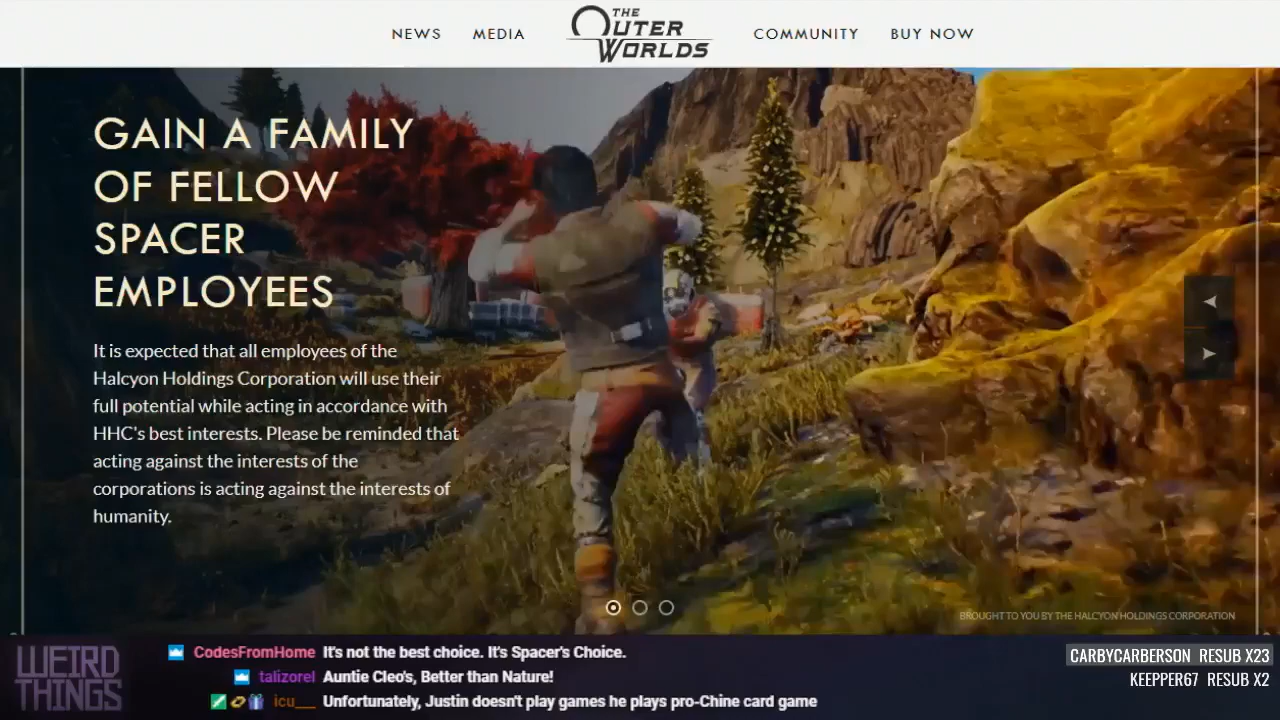 NEWS MEDIA THE OUTER WORLDS COMMUNITY BUY NOW
GAIN A FAMILY
OF FELLOW
SPACER
EMPLOYEES
It is expected that all employees of the
Halcyon Holdings Corporation will use their
full potential while acting in accordance with
HHC's best interests. Please be reminded that
acting against the interests of the
corporations is acting against the interests of
humanity.
BROUGHT TO YOU BY THE HALCYON HOLDINGS CORPORATION
WEIRD
THINGS
CodesFromHome It's not the best choice. It's Spacer's Choice.
talizorel Auntie Cleo's, Better than Nature!
icu___ Unfortunately, Justin doesn't play games he plays pro-Chine card game
CARBYCARBERSON RESUB X23
KEEPPER67 RESUB X2